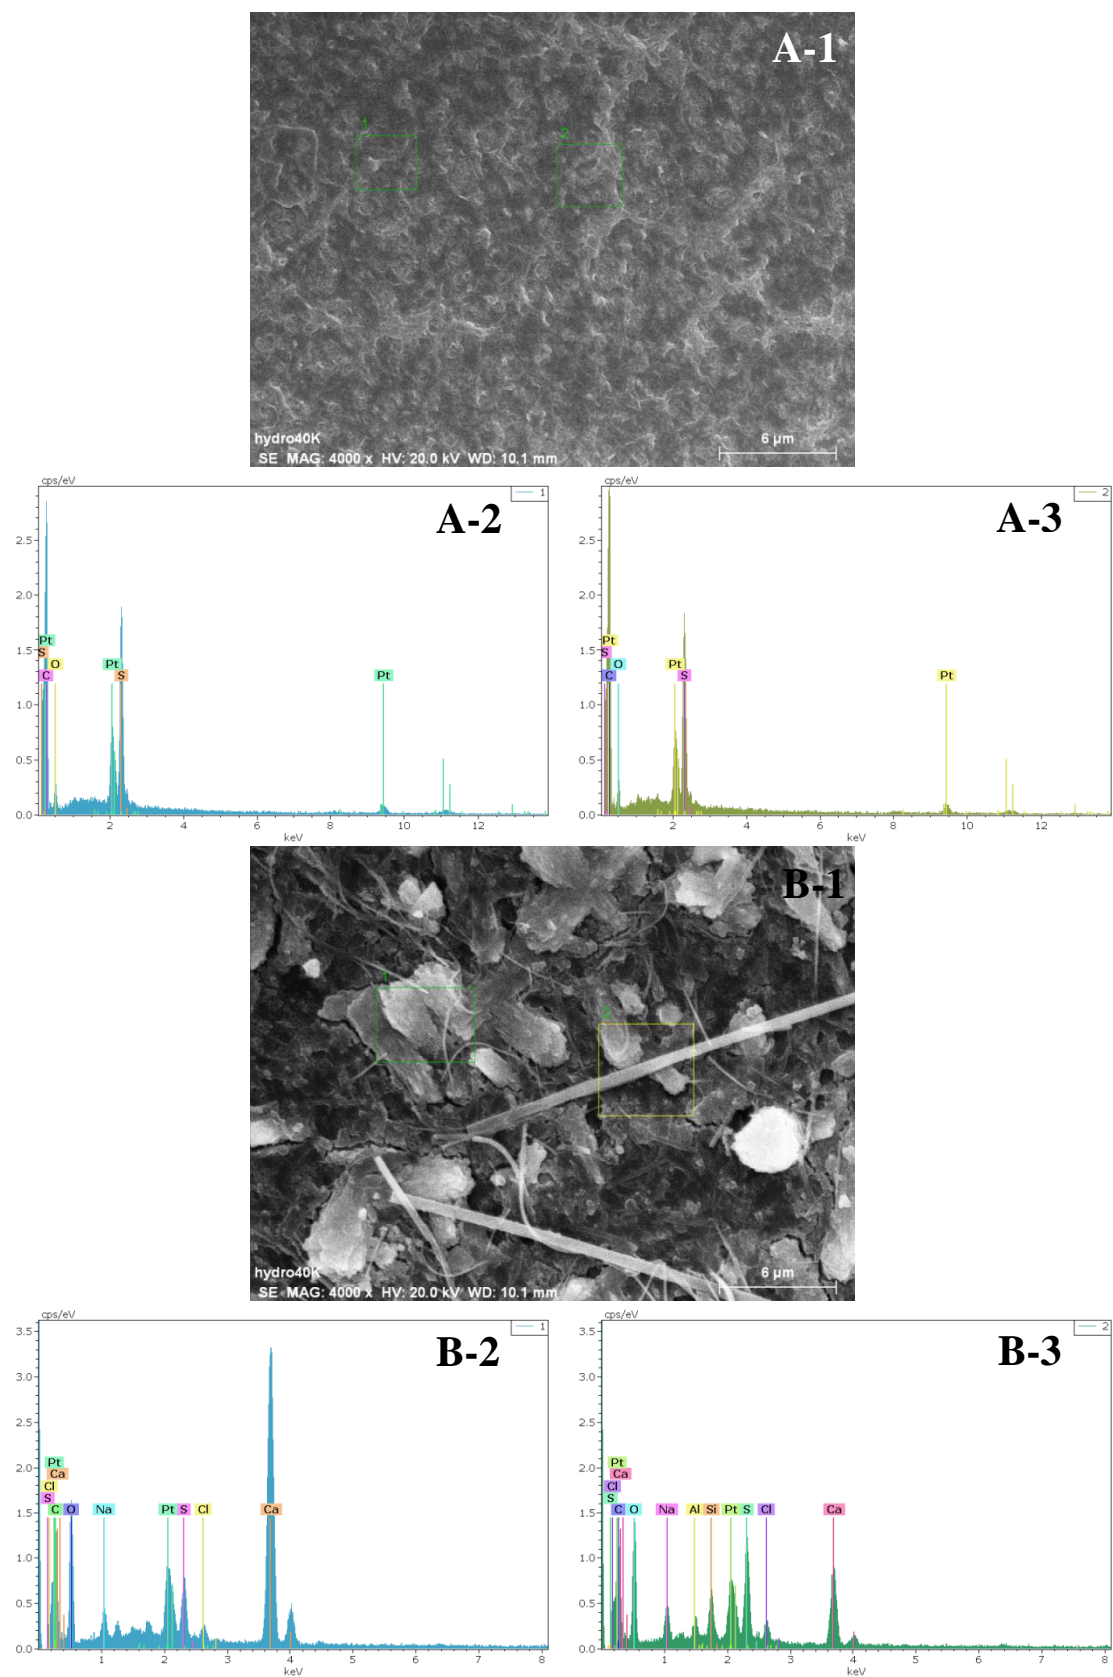 A-1
1
2
hydro40K
SE MAG: 4000 x HV: 20.0 kV WD: 10.1 mm
6 µm
cps/eV
1
A-2
2.5
2.0
1.5
1.0
0.5
0.0
Pt
S
C
O
Pt
S
Pt
2 4 6 8 10 12
keV
cps/eV
2
A-3
2.5
2.0
1.5
1.0
0.5
0.0
Pt
S
C
O
Pt
S
Pt
2 4 6 8 10 12
keV
B-1
1
2
hydro40K
SE MAG: 4000 x HV: 20.0 kV WD: 10.1 mm
6 µm
cps/eV
1
B-2
3.5
3.0
2.5
2.0
1.5
1.0
0.5
0.0
Pt
Ca
Cl
S
C O Na Pt S Cl Ca
1 2 3 4 5 6 7 8
keV
cps/eV
2
B-3
3.5
3.0
2.5
2.0
1.5
1.0
0.5
0.0
Pt
Ca
Cl
S
C O Na Al Si Pt S Cl Ca
1 2 3 4 5 6 7 8
keV